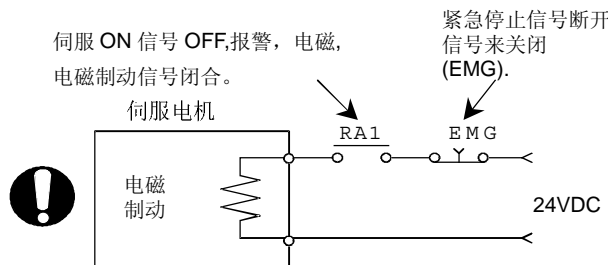 伺服 ON 信号 OFF,报警，电磁,
电磁制动信号闭合。
紧急停止信号断开
信号来关闭
(EMG).
伺服电机
RA1
EMG
电磁
制动
24VDC